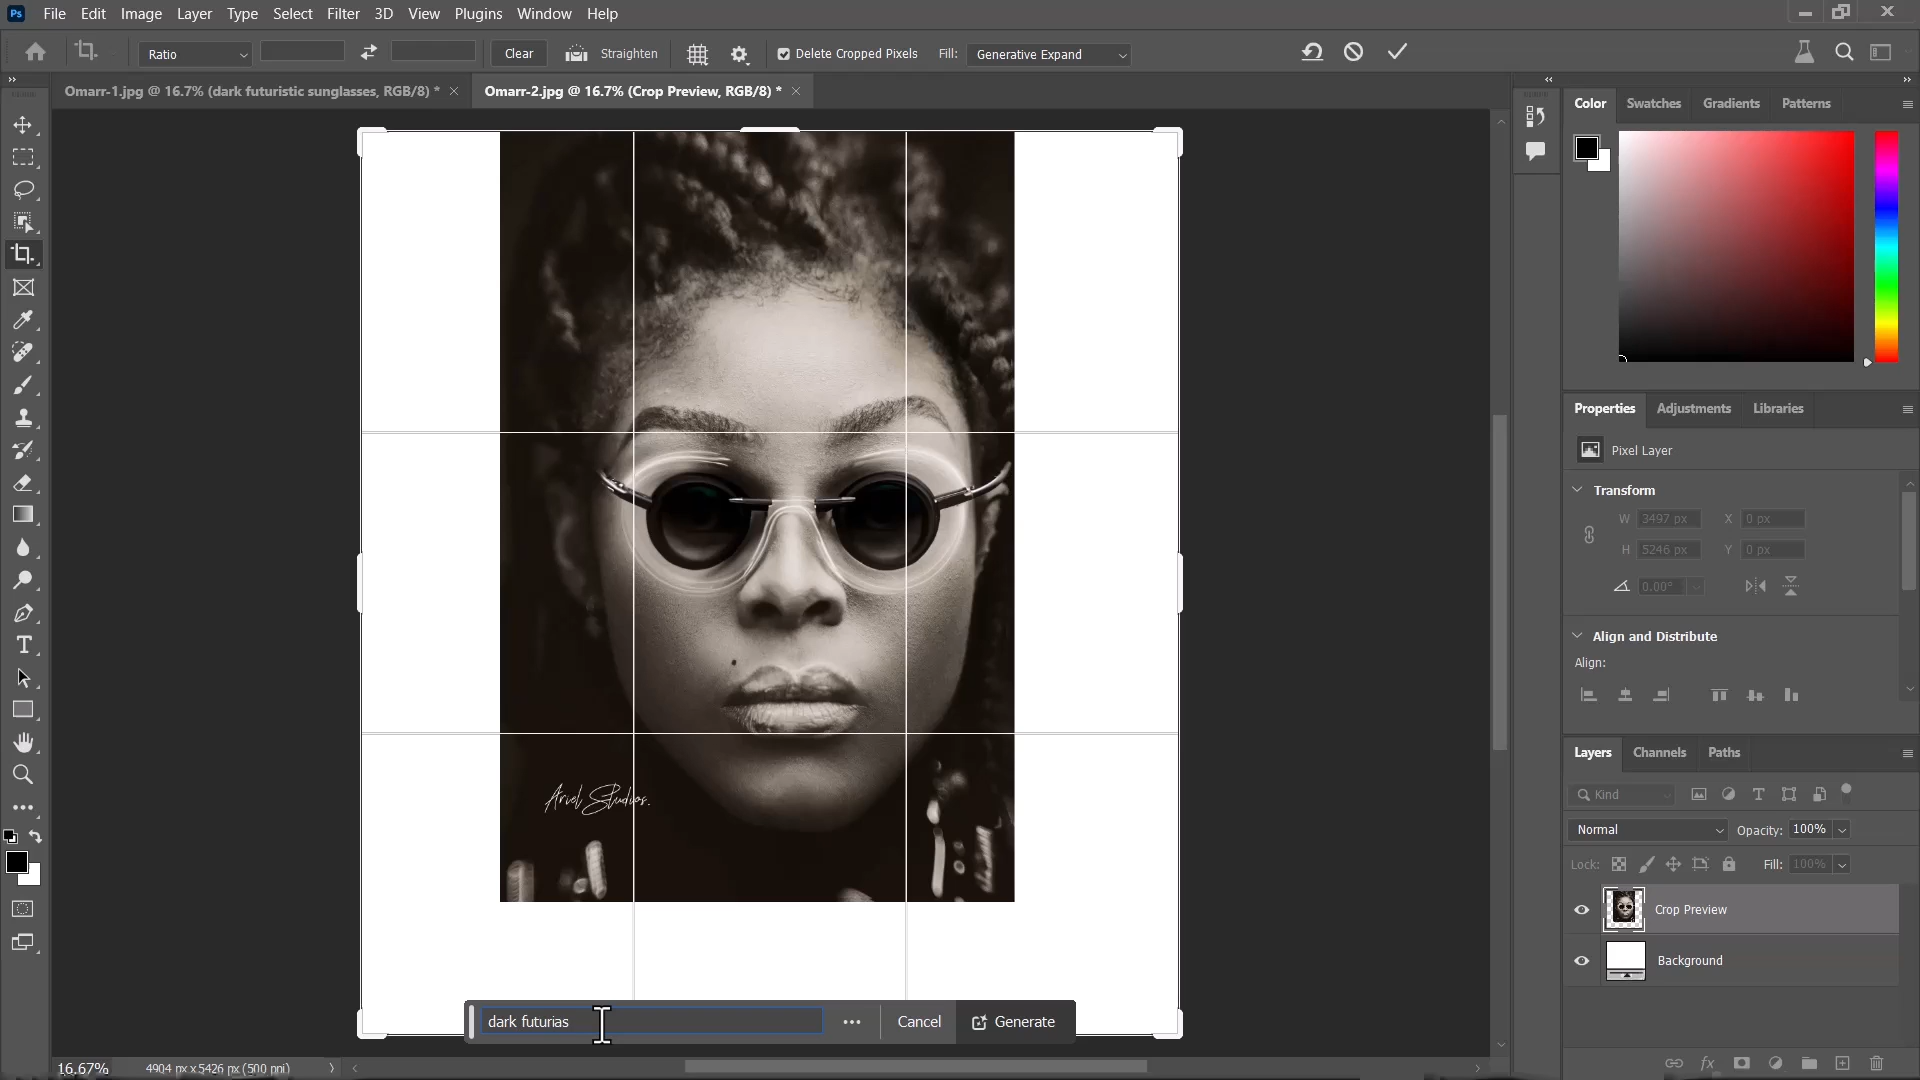 Ps File Edit Image Layer Type Select Filter 3D View Plugins Window Help
Ratio Clear Straighten Delete Cropped Pixels Fill: Generative Expand
Omarr-1.jpg @ 16.7% (dark futuristic sunglasses, RGB/8) * Omarr-2.jpg @ 16.7% (Crop Preview, RGB/8) *
Color Swatches Gradients Patterns
Properties Adjustments Libraries
Pixel Layer
Transform
W 3497 px X 0 px
H 5246 px Y 0 px
0.00°
Align and Distribute
Align:
Ariel Studios.
Layers Channels Paths
Kind
Normal Opacity: 100%
Lock: Fill: 100%
Crop Preview
Background
dark futurias Cancel Generate
16.67% 4904 px x 5426 px (500 ppi)